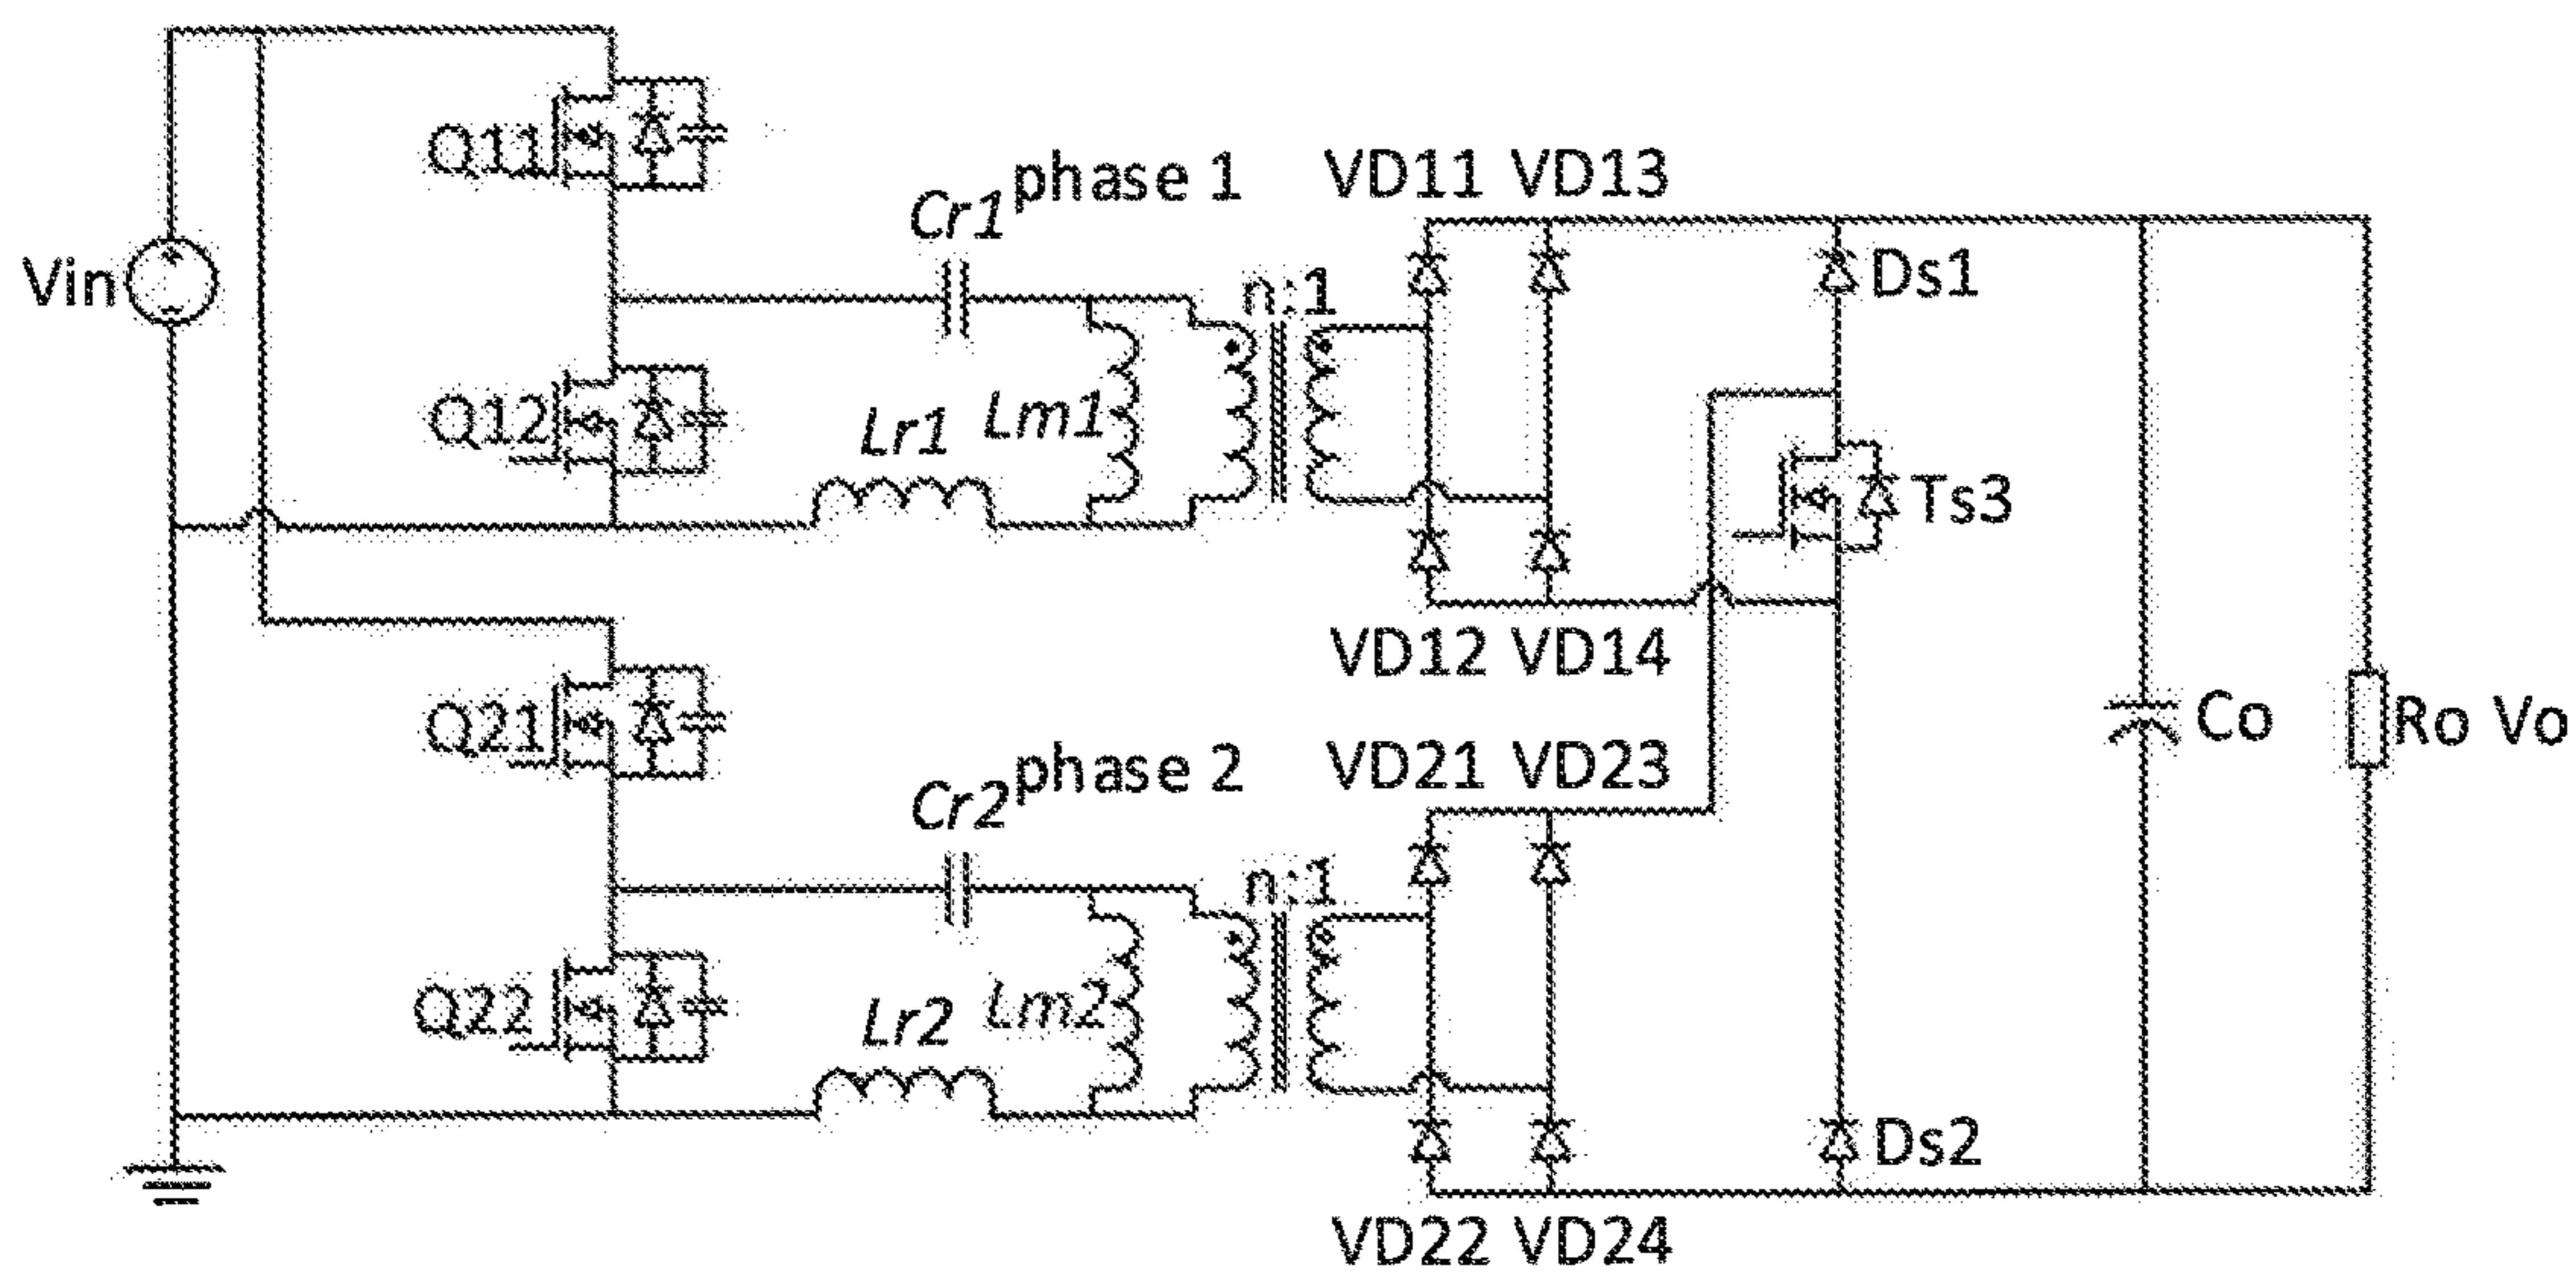 Q11
phase 1
VD11 VD13
Cr1
Vin
n:1
Ds1
Q12
Lr1
Lm1
Ts3
VD12 VD14
Q21
phase 2
VD21 VD23
Cr2
Co
Ro Vo
n:1
Q22
Lr2
Lm2
Ds2
VD22 VD24